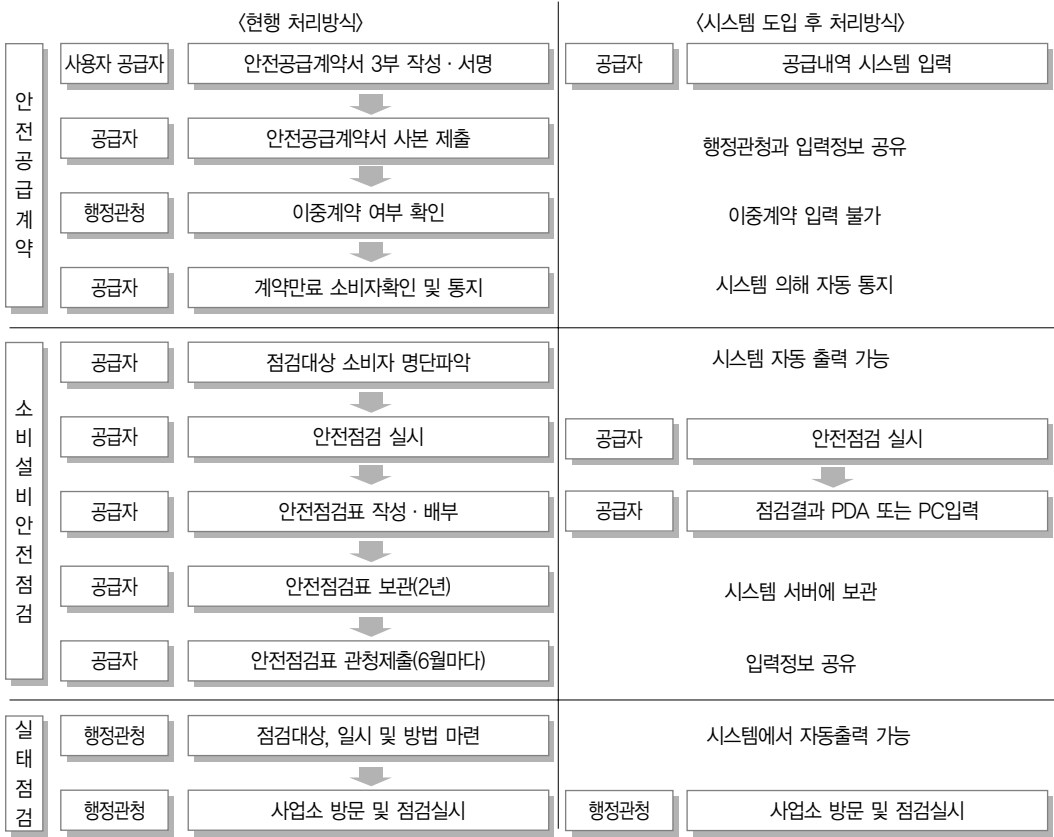 〈현행 처리방식〉 〈시스템 도입 후 처리방식〉
안전공급계약
사용자 공급자 안전공급계약서 3부 작성 · 서명 공급자 공급내역 시스템 입력
공급자 안전공급계약서 사본 제출 행정관청과 입력정보 공유
행정관청 이중계약 여부 확인 이중계약 입력 불가
공급자 계약만료 소비자확인 및 통지 시스템 의해 자동 통지
소비설비안전점검
공급자 점검대상 소비자 명단파악 시스템 자동 출력 가능
공급자 안전점검 실시 공급자 안전점검 실시
공급자 안전점검표 작성 · 배부 공급자 점검결과 PDA 또는 PC입력
공급자 안전점검표 보관(2년) 시스템 서버에 보관
공급자 안전점검표 관청제출(6월마다) 입력정보 공유
실태점검
행정관청 점검대상, 일시 및 방법 마련 시스템에서 자동출력 가능
행정관청 사업소 방문 및 점검실시 행정관청 사업소 방문 및 점검실시